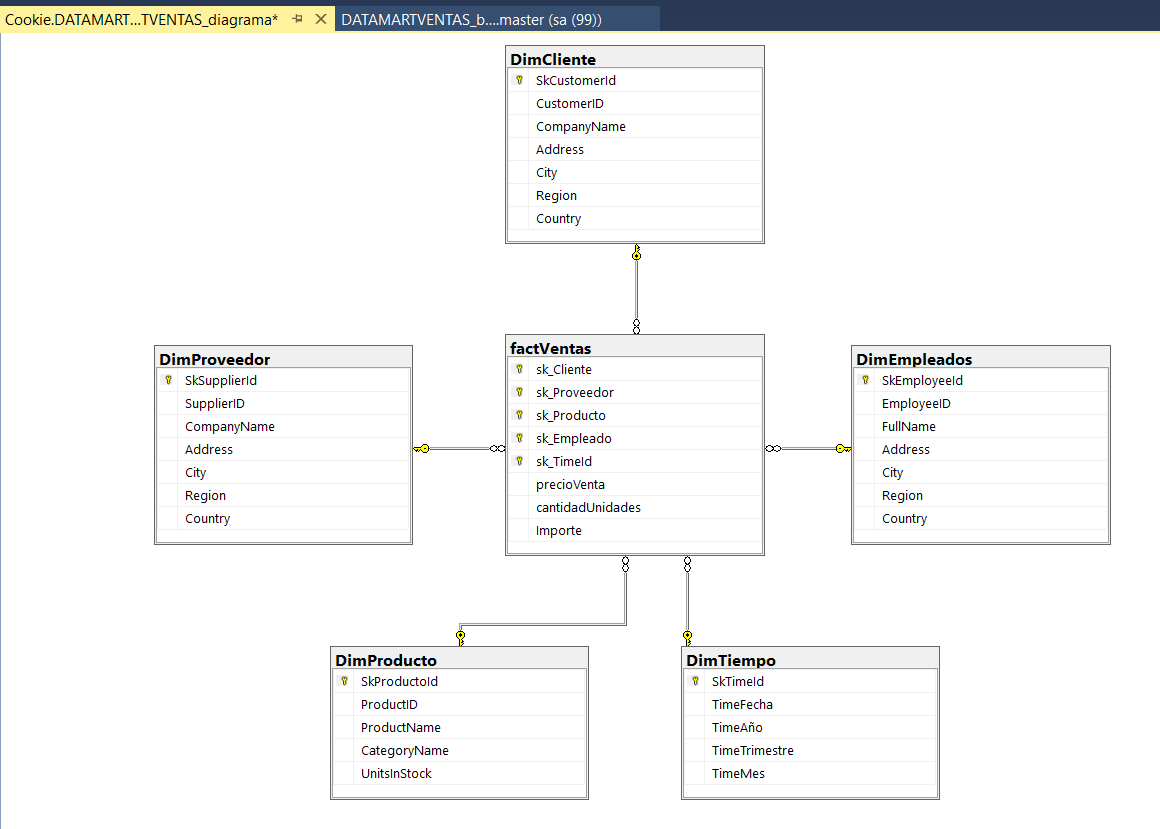 Cookie.DATAMART...TVENTAS_diagrama*
DATAMARTVENTAS_b....master (sa (99))
DimCliente
SkCustomerId
CustomerID
CompanyName
Address
City
Region
Country
DimProveedor
SkSupplierId
SupplierID
CompanyName
Address
City
Region
Country
factVentas
sk_Cliente
sk_Proveedor
sk_Producto
sk_Empleado
sk_TimeId
precioVenta
cantidadUnidades
Importe
DimEmpleados
SkEmployeeId
EmployeeID
FullName
Address
City
Region
Country
DimProducto
SkProductoId
ProductID
ProductName
CategoryName
UnitsInStock
DimTiempo
SkTimeId
TimeFecha
TimeAño
TimeTrimestre
TimeMes